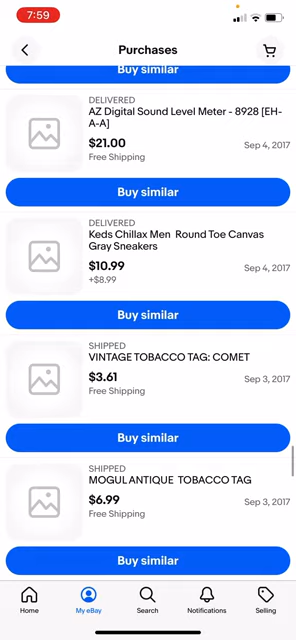 7:59
Purchases
Buy similar
DELIVERED
AZ Digital Sound Level Meter - 8928 [EH-
A-A]
$21.00
Free Shipping
Sep 4, 2017
Buy similar
DELIVERED
Keds Chillax Men Round Toe Canvas
Gray Sneakers
$10.99
+$8.99
Sep 4, 2017
Buy similar
SHIPPED
VINTAGE TOBACCO TAG: COMET
$3.61
Free Shipping
Sep 3, 2017
Buy similar
SHIPPED
MOGUL ANTIQUE TOBACCO TAG
$6.99
Free Shipping
Sep 3, 2017
Buy similar
Home
My eBay
Search
Notifications
Selling